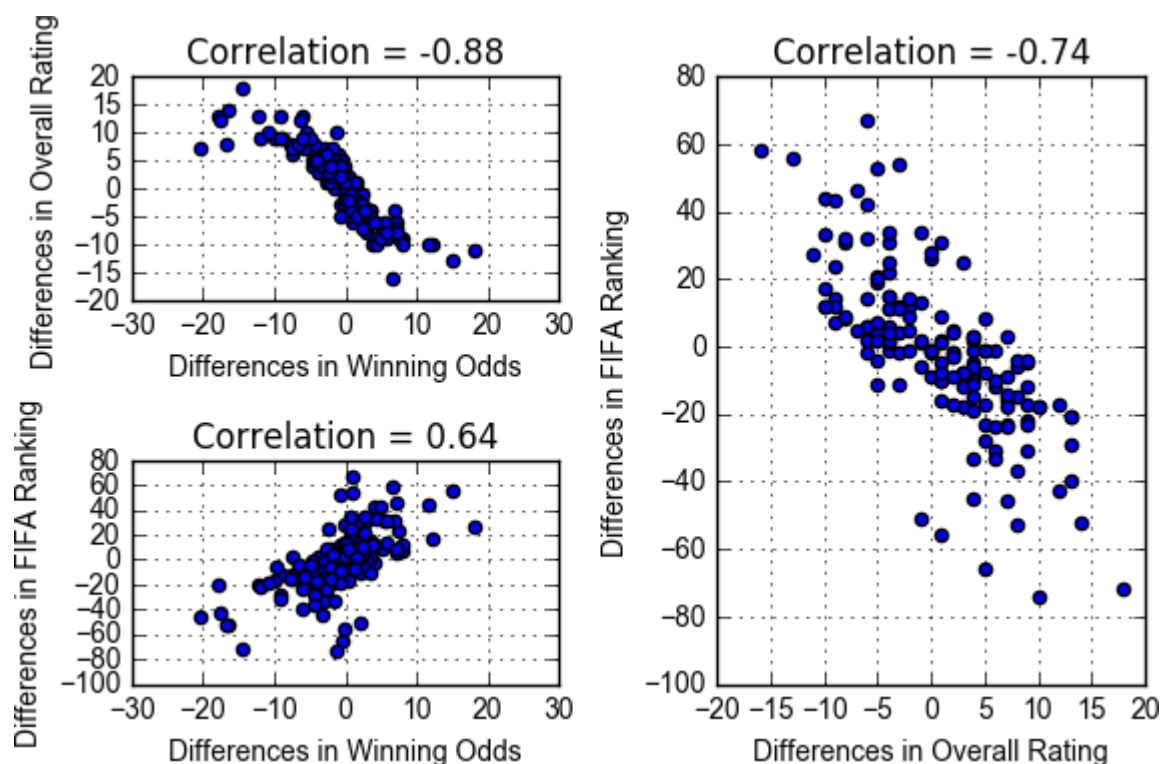 Correlation = -0.88
Differences in Overall Rating
20
15
10
5
0
−5
−10
−15
−20
−30 −20 −10 0 10 20 30
Differences in Winning Odds
Correlation = 0.64
Differences in FIFA Ranking
80
60
40
20
0
−20
−40
−60
−80
−100
−30 −20 −10 0 10 20 30
Differences in Winning Odds
Correlation = -0.74
Differences in FIFA Ranking
80
60
40
20
0
−20
−40
−60
−80
−100
−20 −15 −10 −5 0 5 10 15 20
Differences in Overall Rating